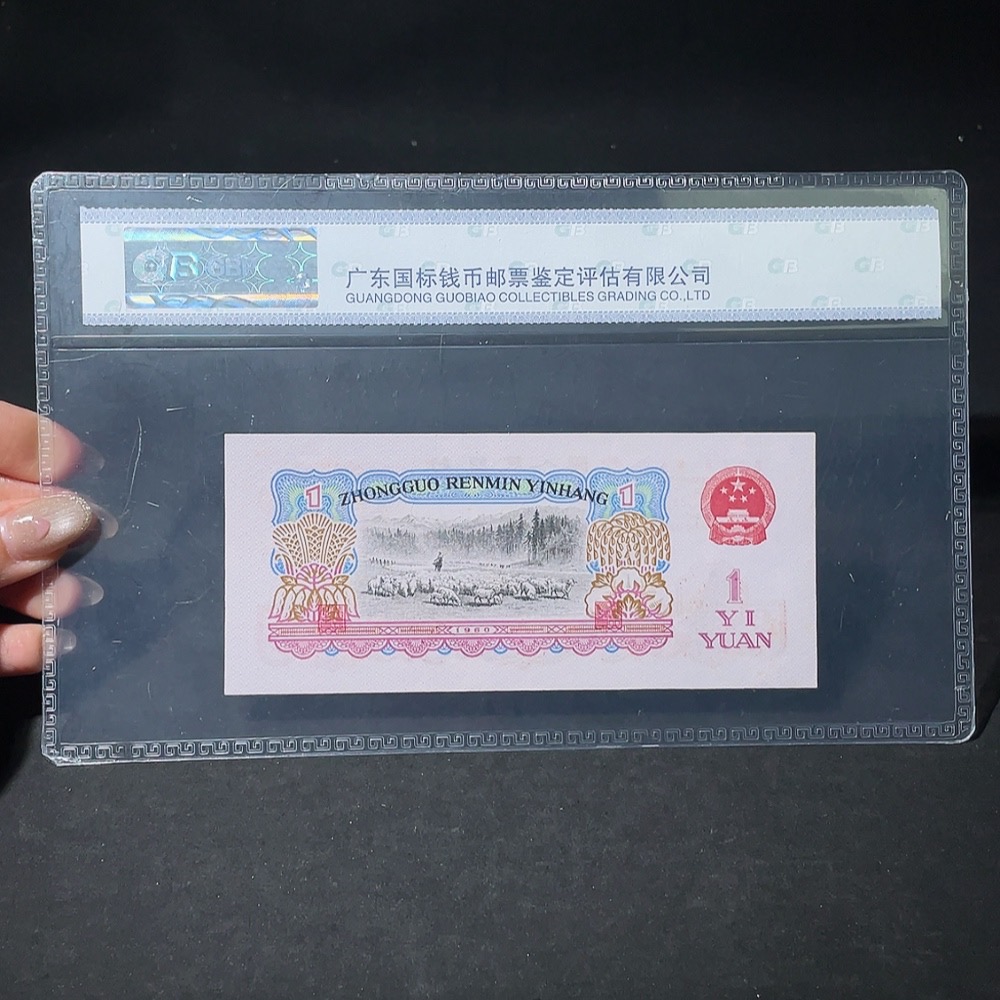 广东国标钱币邮票鉴定评估有限公司
GUANGDONG GUOBIAO COLLECTIBLES GRADING CO.,LTD
ZHONGGUO RENMIN YINHANG
1 1
1
YI
YUAN
1960